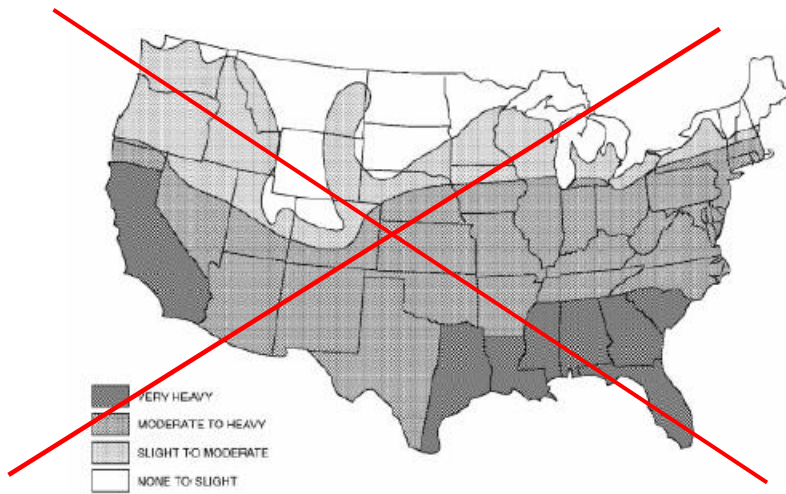 VERY HEAVY
MODERATE TO HEAVY
SLIGHT TO MODERATE
NONE TO SLIGHT